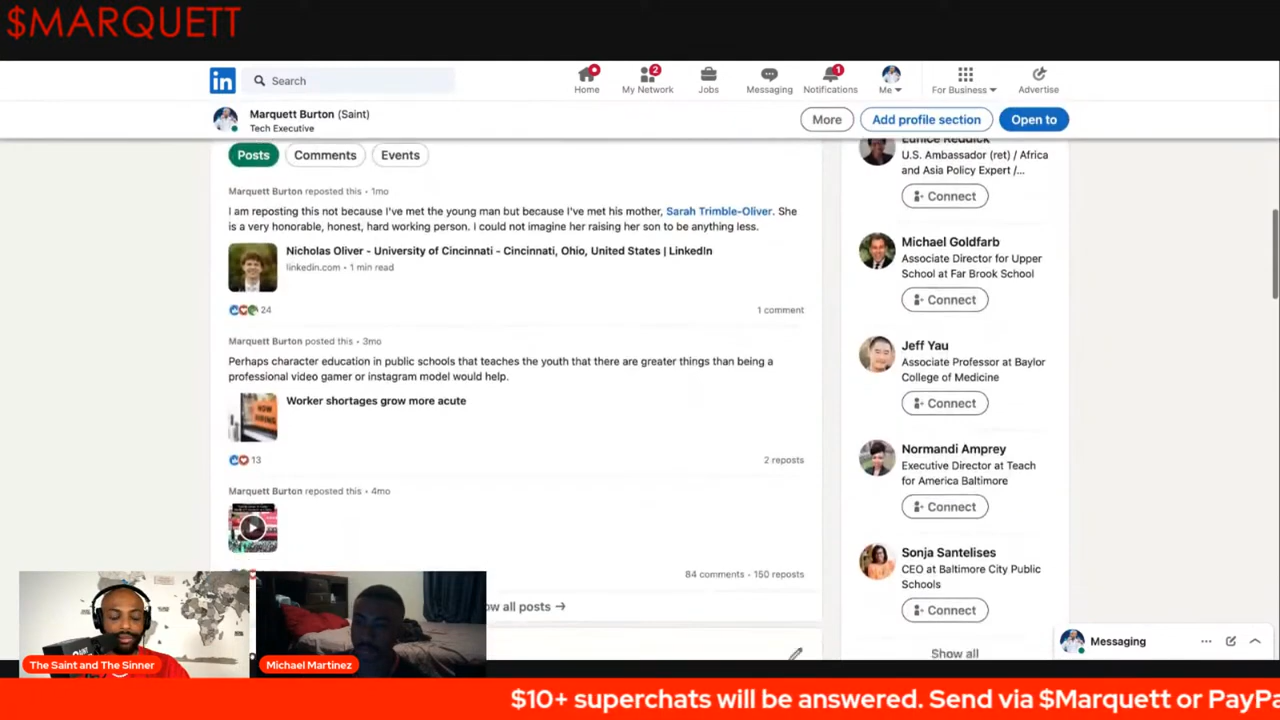 $MARQUETT
in
Search
Home
2
My Network
Jobs
Messaging
1
Notifications
Me
For Business
Advertise
Marquett Burton (Saint)
Tech Executive
More
Add profile section
Open to
Posts
Comments
Events
Marquett Burton reposted this • 1mo
I am reposting this not because I've met the young man but because I've met his mother, Sarah Trimble-Oliver. She
is a very honorable, honest, hard working person. I could not imagine her raising her son to be anything less.
Nicholas Oliver - University of Cincinnati - Cincinnati, Ohio, United States | LinkedIn
linkedin.com • 1 min read
24
1 comment
Marquett Burton posted this • 3mo
Perhaps character education in public schools that teaches the youth that there are greater things than being a
professional video gamer or instagram model would help.
NOW
HIRING
Worker shortages grow more acute
13
2 reposts
Marquett Burton reposted this • 4mo
84 comments · 150 reposts
ow all posts →
Eunice Reddick
U.S. Ambassador (ret) / Africa
and Asia Policy Expert /...
Connect
Michael Goldfarb
Associate Director for Upper
School at Far Brook School
Connect
Jeff Yau
Associate Professor at Baylor
College of Medicine
Connect
Normandi Amprey
Executive Director at Teach
for America Baltimore
Connect
Sonja Santelises
CEO at Baltimore City Public
Schools
Connect
Show all
Messaging
The Saint and The Sinner
Michael Martinez
$10+ superchats will be answered. Send via $Marquett or PayPa